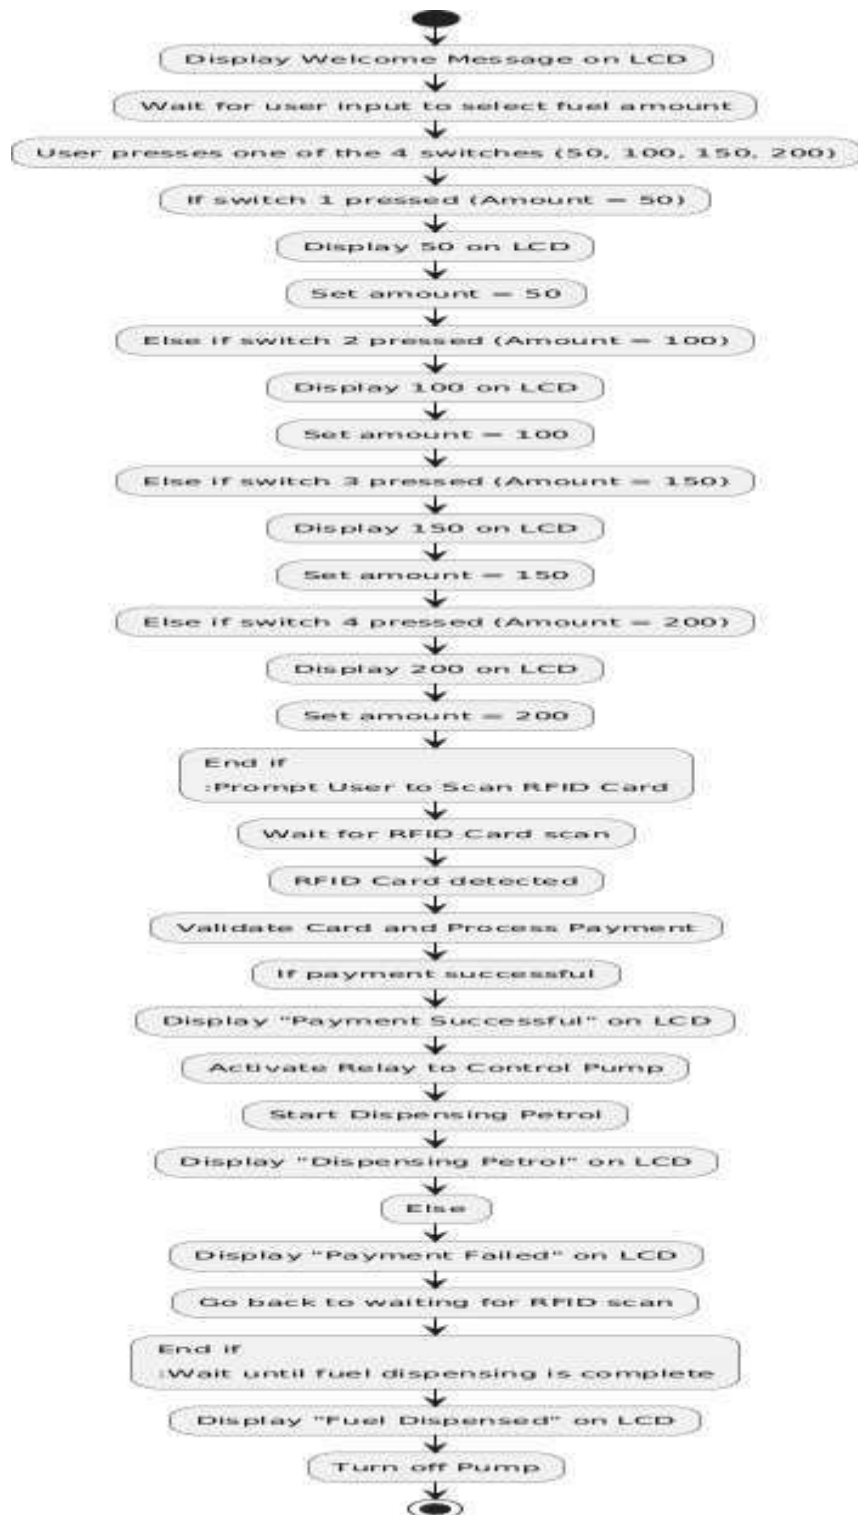 Display Welcome Message on LCD
Wait for user input to select fuel amount
User presses one of the 4 switches (50, 100, 150, 200)
If switch 1 pressed (Amount = 50)
Display 50 on LCD
Set amount = 50
Else if switch 2 pressed (Amount = 100)
Display 100 on LCD
Set amount = 100
Else if switch 3 pressed (Amount = 150)
Display 150 on LCD
Set amount = 150
Else if switch 4 pressed (Amount = 200)
Display 200 on LCD
Set amount = 200
End if
:Prompt User to Scan RFID Card
Wait for RFID Card scan
RFID Card detected
Validate Card and Process Payment
If payment successful
Display "Payment Successful" on LCD
Activate Relay to Control Pump
Start Dispensing Petrol
Display "Dispensing Petrol" on LCD
Else
Display "Payment Failed" on LCD
Go back to waiting for RFID scan
End if
:Wait until fuel dispensing is complete
Display "Fuel Dispensed" on LCD
Turn off Pump